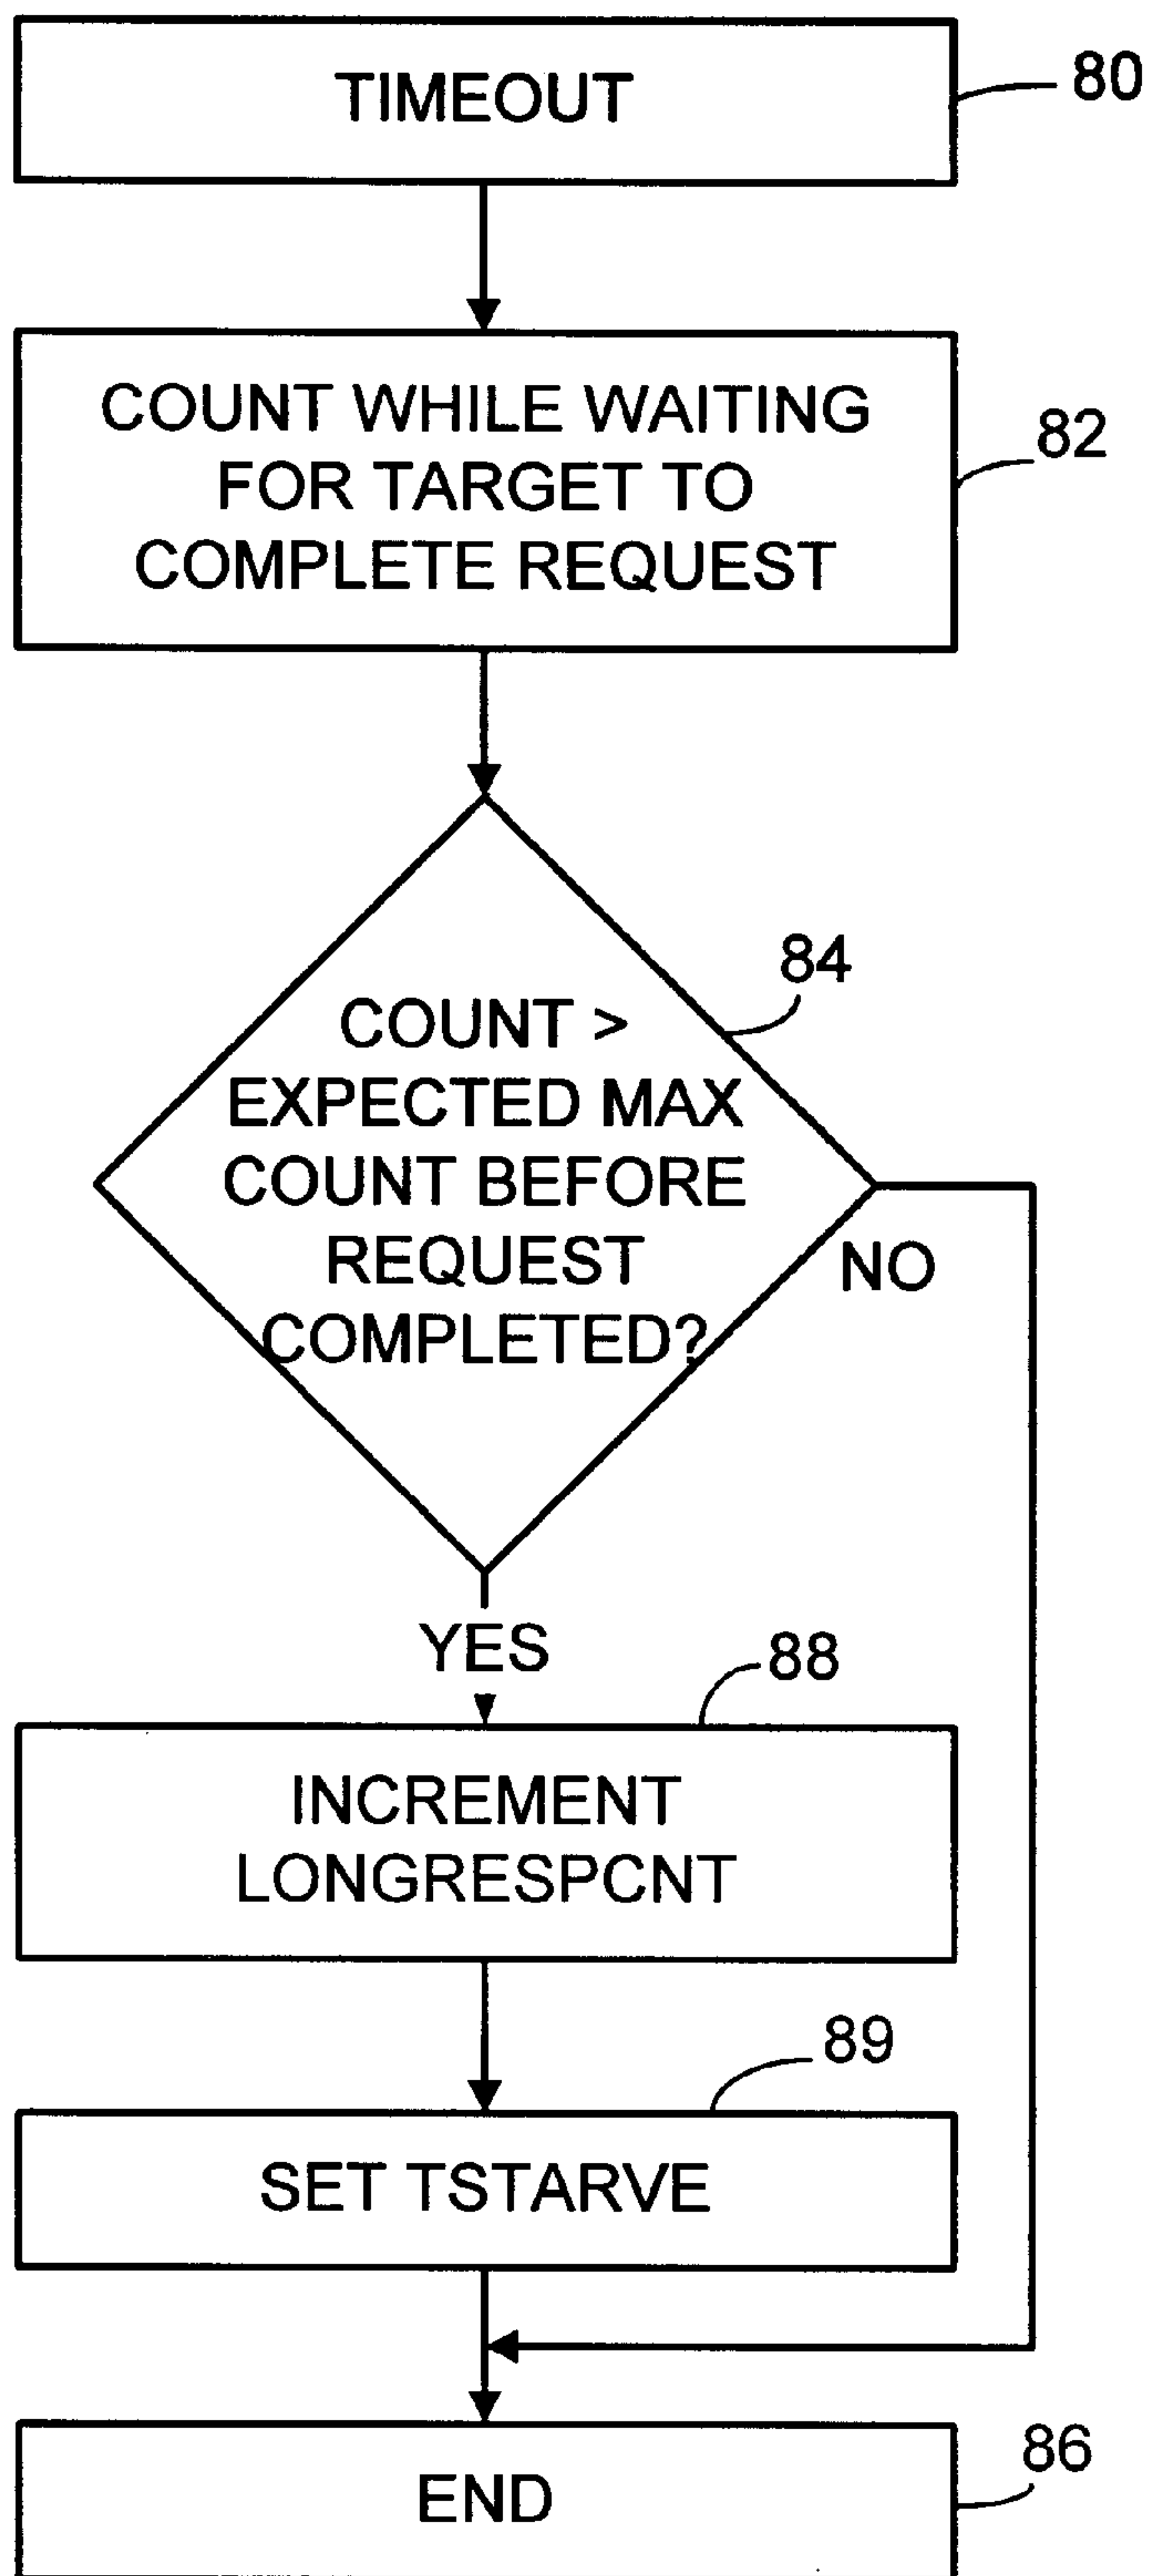 TIMEOUT
80
COUNT WHILE WAITING
FOR TARGET TO
COMPLETE REQUEST
82
84
COUNT >
EXPECTED MAX
COUNT BEFORE
REQUEST
COMPLETED?
NO
YES
88
INCREMENT
LONGRESPCNT
89
SET TSTARVE
END
86